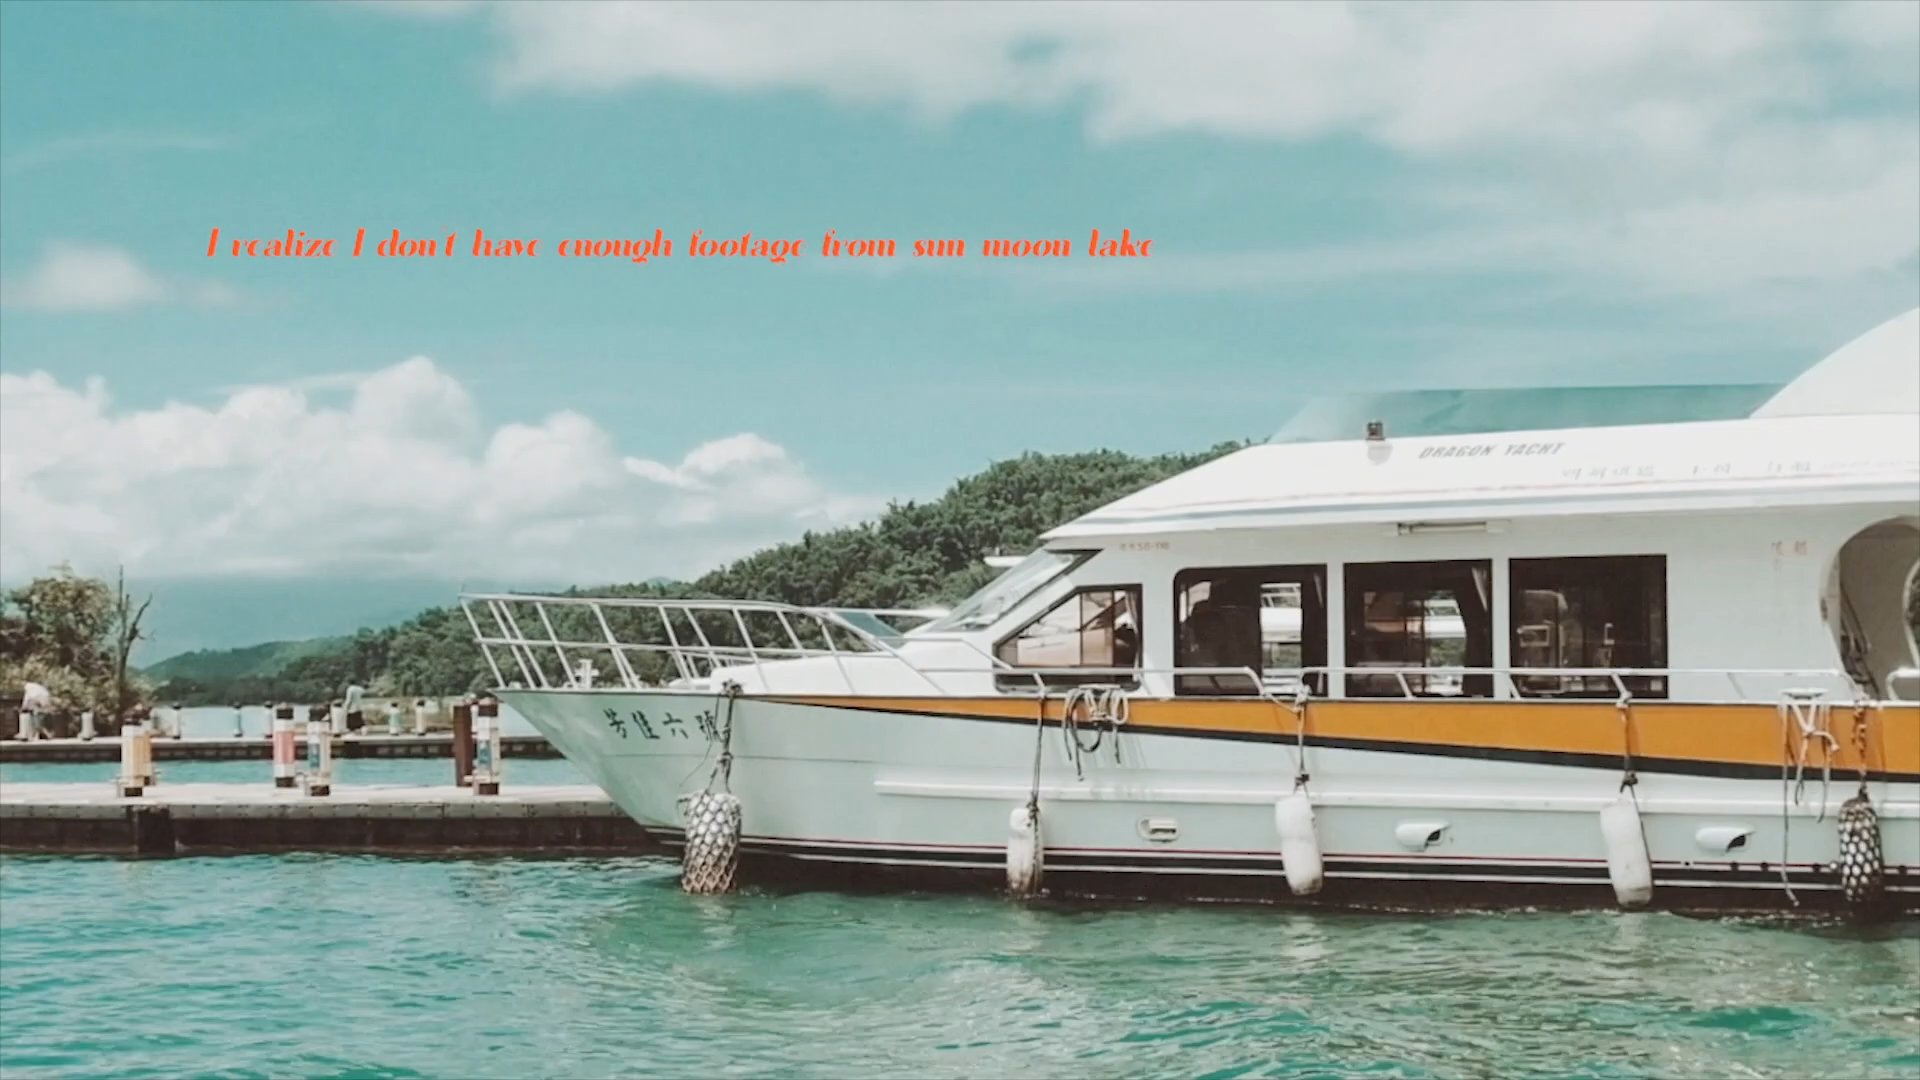 I realize I don't have enough footage from sun moon lake
DRAGON YACHT
芳佳六號